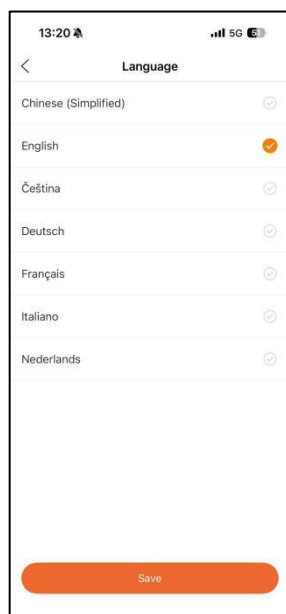 13:20 5G
Language
Chinese (Simplified)
English
Čeština
Deutsch
Français
Italiano
Nederlands
Save